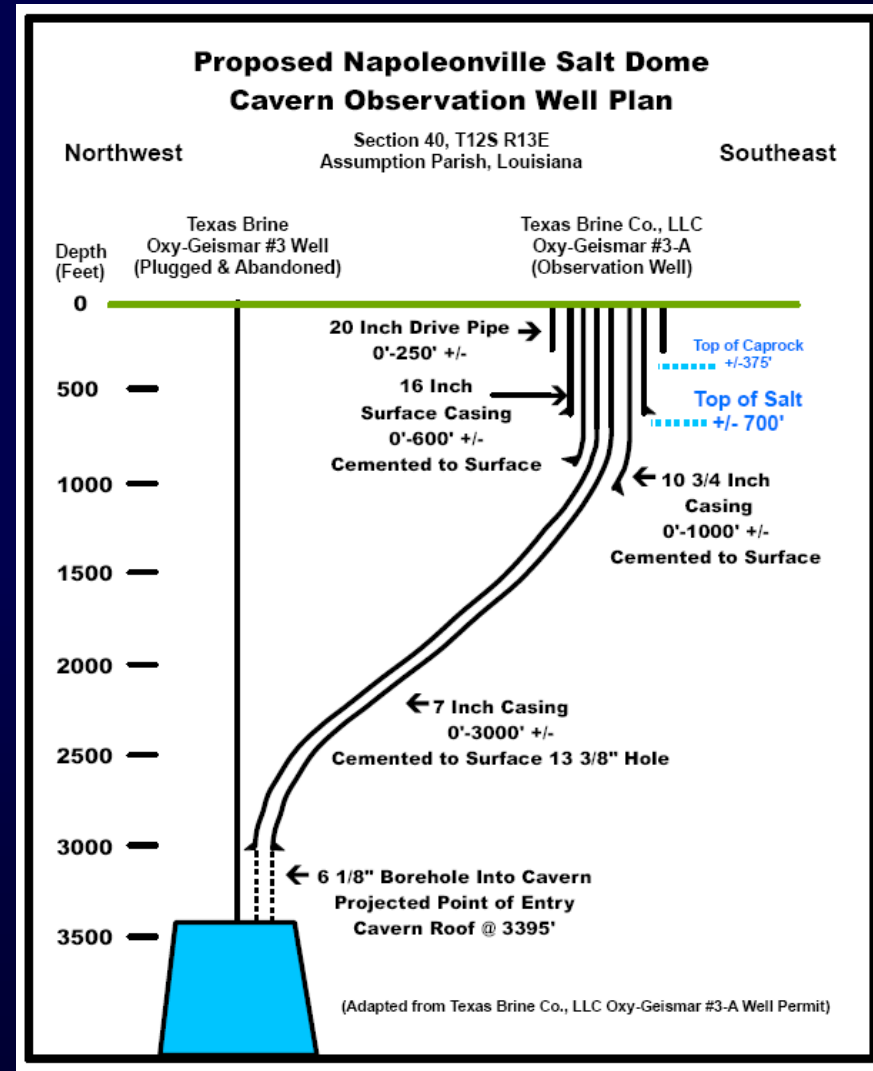 Proposed Napoleonville Salt Dome
Cavern Observation Well Plan
Northwest
Section 40, T12S R13E
Assumption Parish, Louisiana
Southeast
Texas Brine
Oxy-Geismar #3 Well
(Plugged & Abandoned)
Texas Brine Co., LLC
Oxy-Geismar #3-A
(Observation Well)
Depth
(Feet)
0
20 Inch Drive Pipe
0'-250' +/-
Top of Caprock
+/-375'
500
16 Inch
Surface Casing
0'-600' +/-
Cemented to Surface
Top of Salt
+/- 700'
1000
10 3/4 Inch
Casing
0'-1000' +/-
Cemented to Surface
1500
2000
7 Inch Casing
0'-3000' +/-
Cemented to Surface 13 3/8" Hole
2500
3000
6 1/8" Borehole Into Cavern
Projected Point of Entry
Cavern Roof @ 3395'
3500
(Adapted from Texas Brine Co., LLC Oxy-Geismar #3-A Well Permit)